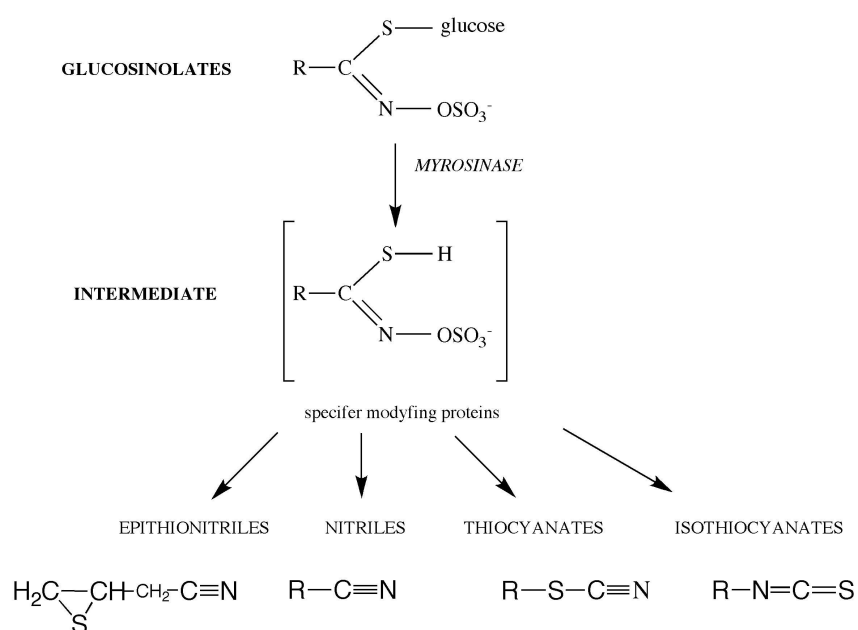 S—glucose
GLUCOSINOLATES
R—C
N—OSO₃⁻
MYROSINASE
S—H
INTERMEDIATE
R—C
N—OSO₃⁻
specifer modyfing proteins
EPITHIONITRILES NITRILES THIOCYANATES ISOTHIOCYANATES
H₂C—CH—CH₂—C≡N R—C≡N R—S—C≡N R—N=C=S
S